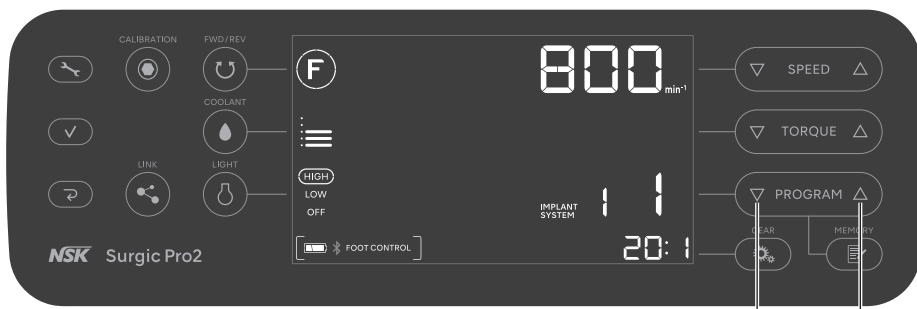 CALIBRATION
FWD/REV
F
800
min-1
SPEED
COOLANT
TORQUE
LINK
LIGHT
HIGH
LOW
OFF
IMPLANT
SYSTEM
1
1
PROGRAM
GEAR
MEMORY
NSK Surgic Pro2
FOOT CONTROL
20:1